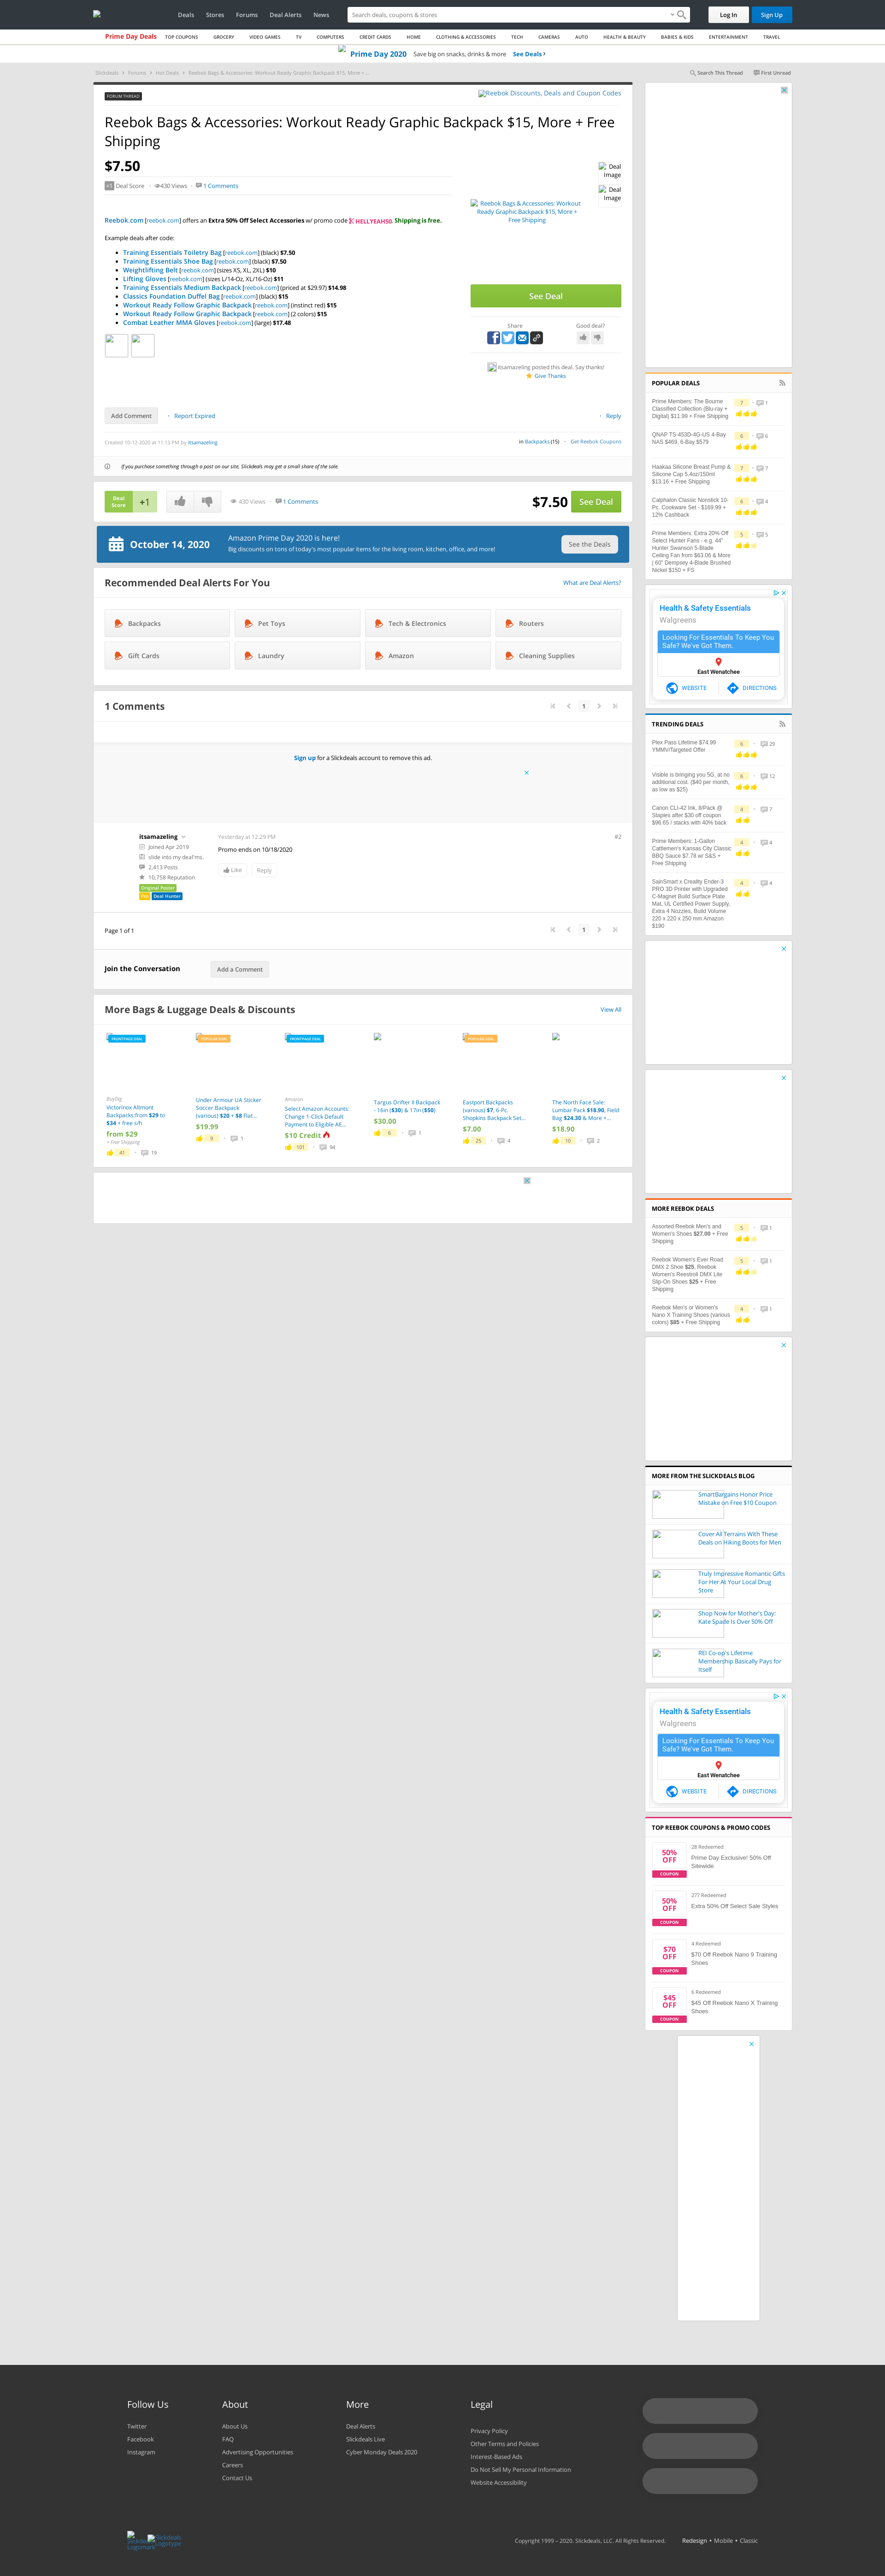 Deals Stores Forums Deal Alerts News
Search deals, coupons & stores
Log In Sign Up
Prime Day Deals TOP COUPONS GROCERY VIDEO GAMES TV COMPUTERS CREDIT CARDS HOME CLOTHING & ACCESSORIES TECH CAMERAS AUTO HEALTH & BEAUTY BABIES & KIDS ENTERTAINMENT TRAVEL
Prime Day 2020 Save big on snacks, drinks & more See Deals
Slickdeals Forums Hot Deals Reebok Bags & Accessories: Workout Ready Graphic Backpack $15, More + ...
Search This Thread First Unread
FORUM THREAD
Reebok Discounts, Deals and Coupon Codes
Reebok Bags & Accessories: Workout Ready Graphic Backpack $15, More + Free
Shipping
$7.50
+1 Deal Score 430 Views 1 Comments
Deal
Image
Deal
Image
Reebok Bags & Accessories: Workout
Ready Graphic Backpack $15, More +
Free Shipping
Reebok.com [reebok.com] offers an Extra 50% Off Select Accessories w/ promo code HELLYEAH50. Shipping is free.
Example deals after code:
Training Essentials Toiletry Bag [reebok.com] (black) $7.50
Training Essentials Shoe Bag [reebok.com] (black) $7.50
Weightlifting Belt [reebok.com] (sizes XS, XL, 2XL) $10
Lifting Gloves [reebok.com] (sizes L/14-Oz, XL/16-Oz) $11
Training Essentials Medium Backpack [reebok.com] (priced at $29.97) $14.98
Classics Foundation Duffel Bag [reebok.com] (black) $15
Workout Ready Follow Graphic Backpack [reebok.com] (instinct red) $15
Workout Ready Follow Graphic Backpack [reebok.com] (2 colors) $15
Combat Leather MMA Gloves [reebok.com] (large) $17.48
See Deal
Share
Good deal?
itsamazeling posted this deal. Say thanks!
Give Thanks
Add Comment Report Expired
Reply
Created 10-12-2020 at 11:13 PM by itsamazeling
in Backpacks (15) Get Reebok Coupons
If you purchase something through a post on our site, Slickdeals may get a small share of the sale.
Deal
Score
+1
430 Views 1 Comments
$7.50 See Deal
October 14, 2020
Amazon Prime Day 2020 is here!
Big discounts on tons of today's most popular items for the living room, kitchen, office, and more!
See the Deals
Recommended Deal Alerts For You
What are Deal Alerts?
Backpacks Pet Toys Tech & Electronics Routers
Gift Cards Laundry Amazon Cleaning Supplies
1 Comments
1
Sign up for a Slickdeals account to remove this ad.
itsamazeling
Joined Apr 2019
slide into my deal'ms.
2,413 Posts
10,758 Reputation
Original Poster
Pro Deal Hunter
Yesterday at 12:29 PM
#2
Promo ends on 10/18/2020
Like Reply
Page 1 of 1
1
Join the Conversation
Add a Comment
More Bags & Luggage Deals & Discounts
View All
FRONTPAGE DEAL
BuyDig
Victorinox Altmont
Backpacks:from $29 to
$34 + free s/h
from $29
+ Free Shipping
41 19
POPULAR DEAL
Under Armour UA Sticker
Soccer Backpack
(various) $20 + $8 Flat...
$19.99
9 1
FRONTPAGE DEAL
Amazon
Select Amazon Accounts:
Change 1-Click Default
Payment to Eligible AE...
$10 Credit
101 94
Targus Drifter II Backpack
- 16in ($30) & 17in ($50)
$30.00
6 1
POPULAR DEAL
Eastport Backpacks
(various) $7, 6-Pc.
Shopkins Backpack Set...
$7.00
25 4
The North Face Sale:
Lumbar Pack $18.90, Field
Bag $24.30 & More +...
$18.90
10 2
POPULAR DEALS
Prime Members: The Bourne
Classified Collection (Blu-ray +
Digital) $11.99 + Free Shipping
7 1
QNAP TS-453D-4G-US 4-Bay
NAS $469, 6-Bay $579
6 6
Haakaa Silicone Breast Pump &
Silicone Cap 5.4oz/150ml
$13.16 + Free Shipping
7 7
Calphalon Classic Nonstick 10-
Pc. Cookware Set - $169.99 +
12% Cashback
6 4
Prime Members: Extra 20% Off
Select Hunter Fans - e.g. 44"
Hunter Swanson 5-Blade
Ceiling Fan from $63.06 & More
| 60" Dempsey 4-Blade Brushed
Nickel $150 + FS
5 5
Health & Safety Essentials
Walgreens
Looking For Essentials To Keep You
Safe? We've Got Them.
East Wenatchee
WEBSITE DIRECTIONS
TRENDING DEALS
Plex Pass Lifetime $74.99
YMMV/Targeted Offer
6 29
Visible is bringing you 5G, at no
additional cost. ($40 per month,
as low as $25)
6 12
Canon CLI-42 Ink, 8/Pack @
Staples after $30 off coupon
$96.65 / stacks with 40% back
4 7
Prime Members: 1-Gallon
Cattlemen's Kansas City Classic
BBQ Sauce $7.78 w/ S&S +
Free Shipping
4 4
SainSmart x Creality Ender-3
PRO 3D Printer with Upgraded
C-Magnet Build Surface Plate
Mat, UL Certified Power Supply,
Extra 4 Nozzles, Build Volume
220 x 220 x 250 mm Amazon
$190
4 4
MORE REEBOK DEALS
Assorted Reebok Men's and
Women's Shoes $27.00 + Free
Shipping
5 1
Reebok Women's Ever Road
DMX 2 Shoe $25, Reebok
Women's Reestroll DMX Lite
Slip-On Shoes $25 + Free
Shipping
5 1
Reebok Men's or Women's
Nano X Training Shoes (various
colors) $85 + Free Shipping
4 1
MORE FROM THE SLICKDEALS BLOG
SmartBargains Honor Price
Mistake on Free $10 Coupon
Cover All Terrains With These
Deals on Hiking Boots for Men
Truly Impressive Romantic Gifts
For Her At Your Local Drug
Store
Shop Now for Mother's Day:
Kate Spade Is Over 50% Off
REI Co-op's Lifetime
Membership Basically Pays for
Itself
Health & Safety Essentials
Walgreens
Looking For Essentials To Keep You
Safe? We've Got Them.
East Wenatchee
WEBSITE DIRECTIONS
TOP REEBOK COUPONS & PROMO CODES
50%
OFF
COUPON
28 Redeemed
Prime Day Exclusive! 50% Off
Sitewide
50%
OFF
COUPON
277 Redeemed
Extra 50% Off Select Sale Styles
$70
OFF
COUPON
4 Redeemed
$70 Off Reebok Nano 9 Training
Shoes
$45
OFF
COUPON
6 Redeemed
$45 Off Reebok Nano X Training
Shoes
Follow Us
Twitter
Facebook
Instagram
About
About Us
FAQ
Advertising Opportunities
Careers
Contact Us
More
Deal Alerts
Slickdeals Live
Cyber Monday Deals 2020
Legal
Privacy Policy
Other Terms and Policies
Interest-Based Ads
Do Not Sell My Personal Information
Website Accessibility
Slickdeals Logomark
Slickdeals Logotype
Copyright 1999 – 2020. Slickdeals, LLC. All Rights Reserved. Redesign • Mobile • Classic